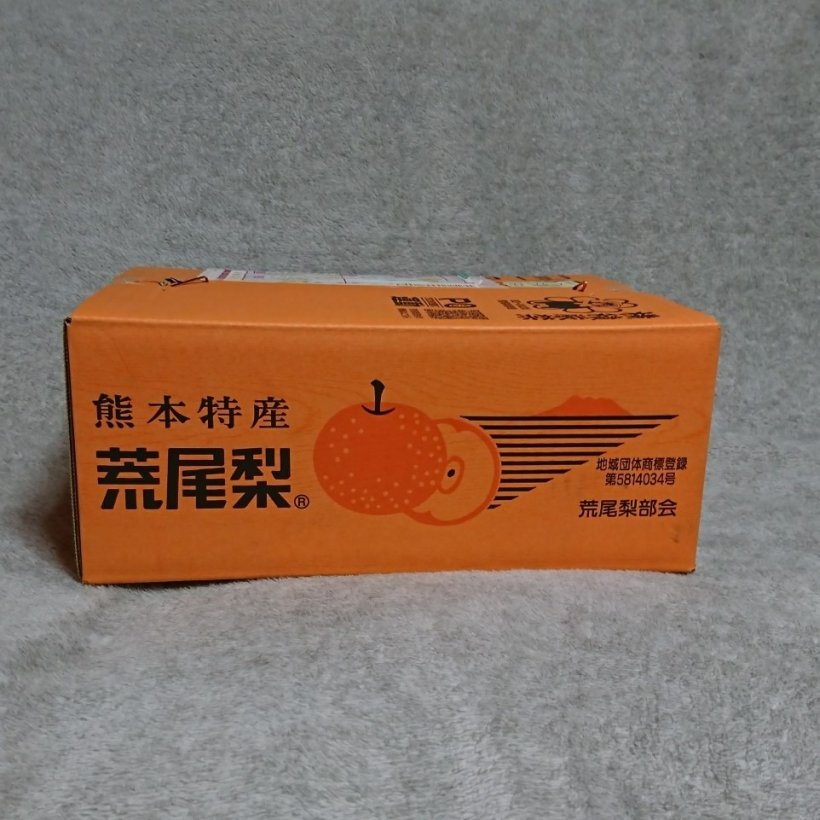 熊本特産
荒尾梨®
地域団体商標登録
第5814034号
荒尾梨部会